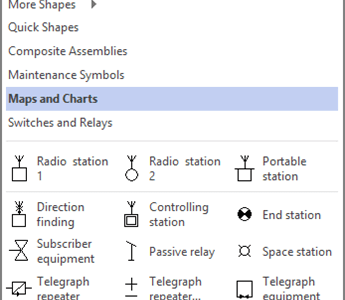 More Shapes
Quick Shapes
Composite Assemblies
Maintenance Symbols
Maps and Charts
Switches and Relays
Radio station 1
Radio station 2
Portable station
Direction finding
Controlling station
End station
Subscriber equipment
Passive relay
Space station
Telegraph repeater
Telegraph repeater...
Telegraph equipment